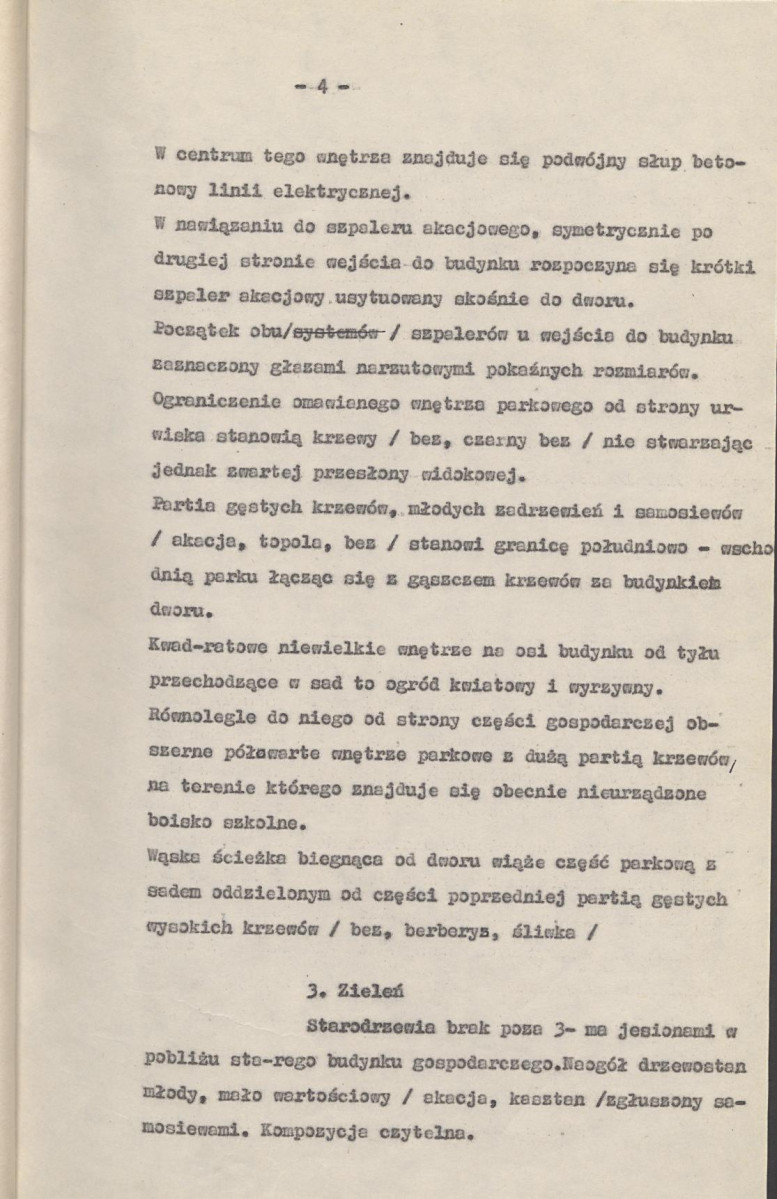 - 4 -
W centrum tego wnętrza znajduje się podwójny słup beto-
nowy linii elektrycznej.
W nawiązaniu do szpaleru akacjowego, symetrycznie po
drugiej stronie wejścia do budynku rozpoczyna się krótki
szpaler akacjowy usytuowany skośnie do dworu.
Początek obu/systemów / szpalerów u wejścia do budynku
zaznaczony głazami narzutowymi pokaźnych rozmiarów.
Ograniczenie omawianego wnętrza parkowego od strony ur-
wiska stanowią krzewy / bez, czarny bez / nie stwarzając
jednak zwartej przesłony widokowej.
Partia gęstych krzewów, młodych zadrzewień i samosiewów
/ akacja, topola, bez / stanowi granicę południowo - wscho
dnią parku łącząc się z gąszczem krzewów za budynkiem
dworu.
Kwad-ratowe niewielkie wnętrze na osi budynku od tyłu
przechodzące w sad to ogród kwiatowy i wyrzywny.
Równolegle do niego od strony części gospodarczej ob-
szerne półowarte wnętrze parkowe z dużą partią krzewów,
na terenie którego znajduje się obecnie nieurządzone
boisko szkolne.
Wąska ścieżka biegnąca od dworu wiąże część parkową z
sadem oddzielonym od części poprzedniej partią gęstych
wysokich krzewów / bez, berberys, śliwka /
3. Zieleń
Starodrzewia brak poza 3- ma jesionami w
pobliżu sta-rego budynku gospodarczego.Naogół drzewostan
młody, mało wartościowy / akacja, kasztan /zgłuszony sa-
mosiewami. Kompozycja czytelna.